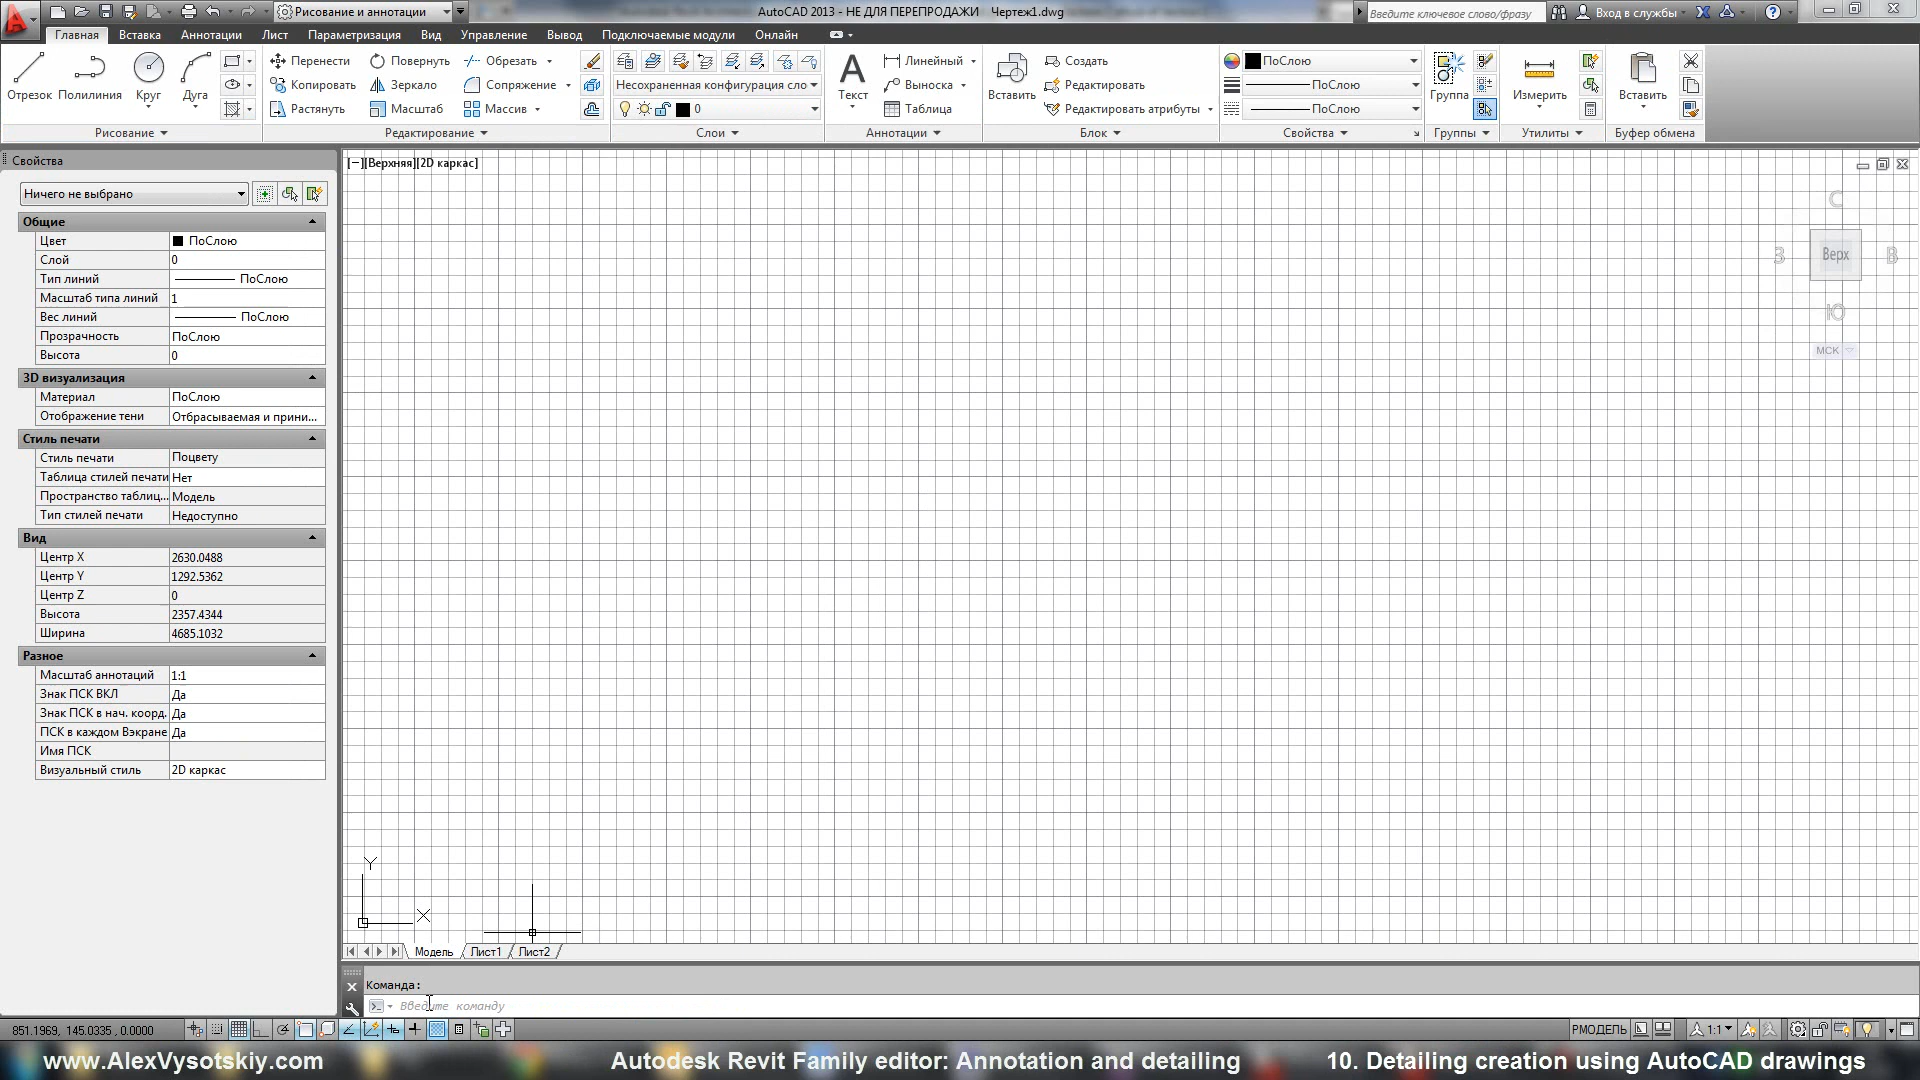 Рисование и аннотации
AutoCAD 2013 - НЕ ДЛЯ ПЕРЕПРОДАЖИ Чертеж1.dwg
Введите ключевое слово/фразу
Вход в службы
Главная Вставка Аннотации Лист Параметризация Вид Управление Вывод Подключаемые модули Онлайн
Отрезок Полилиния Круг Дуга
Рисование
Перенести Повернуть Обрезать
Копировать Зеркало Сопряжение
Растянуть Масштаб Массив
Редактирование
Несохраненная конфигурация сло
0
Слои
Текст
Линейный
Выноска
Таблица
Аннотации
Вставить
Создать
Редактировать
Редактировать атрибуты
Блок
ПоСлою
ПоСлою
ПоСлою
Свойства
Группа
Группы
Измерить
Утилиты
Вставить
Буфер обмена
Свойства
Ничего не выбрано
Общие
Цвет ПоСлою
Слой 0
Тип линий ПоСлою
Масштаб типа линий 1
Вес линий ПоСлою
Прозрачность ПоСлою
Высота 0
3D визуализация
Материал ПоСлою
Отображение тени Отбрасываемая и прини...
Стиль печати
Стиль печати Поцвету
Таблица стилей печати Нет
Пространство таблиц... Модель
Тип стилей печати Недоступно
Вид
Центр X 2630.0488
Центр Y 1292.5362
Центр Z 0
Высота 2357.4344
Ширина 4685.1032
Разное
Масштаб аннотаций 1:1
Знак ПСК ВКЛ Да
Знак ПСК в нач. коорд. Да
ПСК в каждом Вэкране Да
Имя ПСК
Визуальный стиль 2D каркас
[−][Верхняя][2D каркас]
С
З Верх В
Ю
МСК
Y
X
Модель Лист1 Лист2
Команда:
Введите команду
851.1969, 145.0335, 0.0000
РМОДЕЛЬ
1:1
www.AlexVysotskiy.com
Autodesk Revit Family editor: Annotation and detailing
10. Detailing creation using AutoCAD drawings